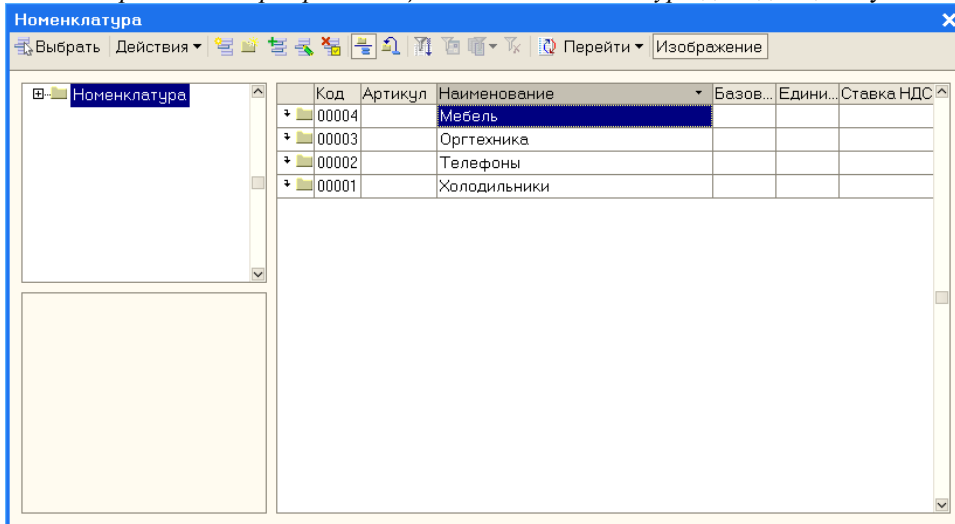 Номенклатура
Выбрать Действия Перейти Изображение
Номенклатура
Код Артикул Наименование Базов... Едини... Ставка НДС
00004 Мебель
00003 Оргтехника
00002 Телефоны
00001 Холодильники